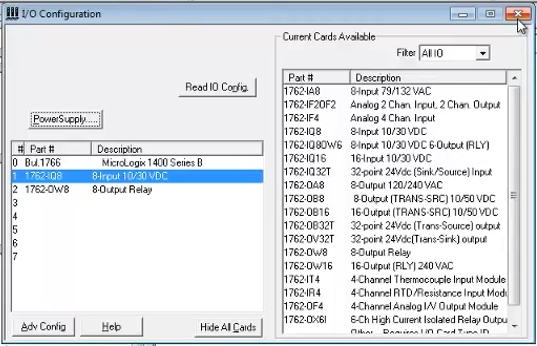 I/O Configuration
Read IO Config.
PowerSupply.....
# Part # Description
0 Bul.1766 MicroLogix 1400 Series B
1 1762-IQ8 8-Input 10/30 VDC
2 1762-OW8 8-Output Relay
3
4
5
6
7
Adv Config Help Hide All Cards
Current Cards Available
Filter All IO
Part # Description
1762-IA8 8-Input 79/132 VAC
1762-IF2OF2 Analog 2 Chan. Input, 2 Chan. Output
1762-IF4 Analog 4 Chan. Input
1762-IQ8 8-Input 10/30 VDC
1762-IQ8OW6 8-Input 10/30 VDC 6-Output (RLY)
1762-IQ16 16-Input 10/30 VDC
1762-IQ32T 32-point 24Vdc (Sink/Source) Input
1762-OA8 8-Output 120/240 VAC
1762-OB8 8-Output (TRANS-SRC) 10/50 VDC
1762-OB16 16-Output (TRANS-SRC) 10/50 VDC
1762-OB32T 32-point 24Vdc(Trans-Source) output
1762-OV32T 32-point 24Vdc(Trans-Sink) output
1762-OW8 8-Output Relay
1762-OW16 16-Output (RLY) 240 VAC
1762-IT4 4-Channel Thermocouple Input Module
1762-IR4 4-Channel RTD/Resistance Input Modu
1762-OF4 4-Channel Analog I/V Output Module
1762-OX6I 6-Ch High Current Isolated Relay Output
Other - Requires I/O Card Type ID